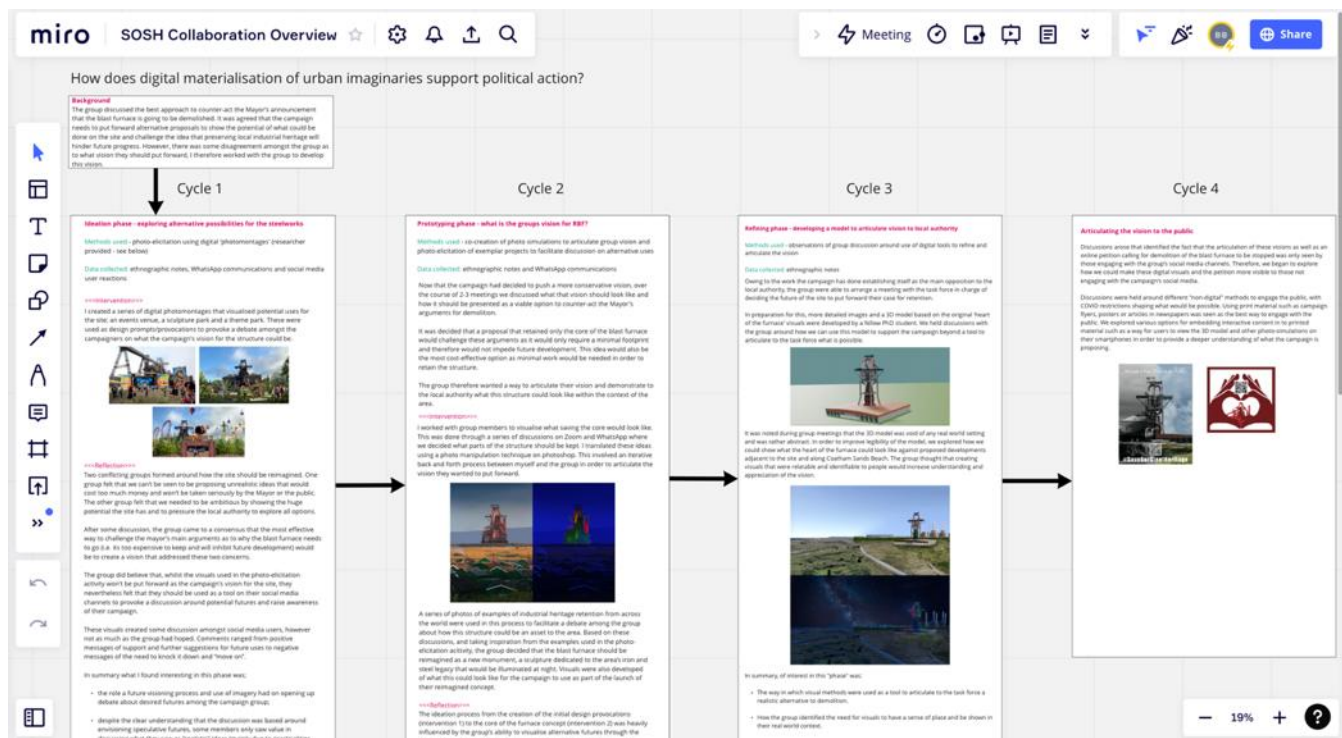 miro
SOSH Collaboration Overview
Meeting
BB
Share
How does digital materialisation of urban imaginaries support political action?
Background
The group discussed the best approach to counter-act the Mayor's announcement
that the blast furnace is going to be demolished. It was agreed that the campaign
needs to put forward alternative proposals to show the potential of what could be
done on the site and challenge the idea that preserving local industrial heritage will
hinder future progress. However, there was some disagreement amongst the group as
to what vision they should put forward, I therefore worked with the group to develop
this vision.
Cycle 1
Ideation phase - exploring alternative possibilities for the steelworks
Methods used - photo-elicitation using digital 'photomontages' (researcher
provided - see below)
Data collected: ethnographic notes, WhatsApp communications and social media
user reactions
<<<Intervention>>>
I created a series of digital photomontages that visualised potential uses for
the site: an events venue, a sculpture park and a theme park. These were
used as design prompts/provocations to provoke a debate amongst the
campaigners on what the campaign's vision for the structure could be.
<<<Reflection>>>
Two conflicting groups formed around how the site should be reimagined. One
group felt that we can't be seen to be proposing unrealistic ideas that would
cost too much money and won't be taken seriously by the Mayor or the public.
The other group felt that we needed to be ambitious by showing the huge
potential the site has and to pressure the local authority to explore all options.
After some discussion, the group came to a consensus that the most effective
way to challenge the mayor's main arguments as to why the blast furnace needs
to go (i.e. its too expensive to keep and will inhibit future development) would
be to create a vision that addressed these two concerns.
The group did believe that, whilst the visuals used in the photo-elicitation
activity won't be put forward as the campaign's vision for the site, they
nevertheless felt that they should be used as a tool on their social media
channels to provoke a discussion around potential futures and raise awareness
of their campaign.
These visuals created some discussion amongst social media users, however
not as much as the group had hoped. Comments ranged from positive
messages of support and further suggestions for future uses to negative
messages of the need to knock it down and "move on".
In summary what I found interesting in this phase was;
• the role a future visioning process and use of imagery had on opening up
debate about desired futures among the campaign group;
• despite the clear understanding that the discussion was based around
envisioning speculative futures, some members only saw value in
Cycle 2
Prototyping phase - what is the groups vision for RBF?
Methods used - co-creation of photo simulations to articulate group vision and
photo-elicitation of exemplar projects to facilitate discussion on alternative uses
Data collected: ethnographic notes and WhatsApp communications
Now that the campaign had decided to push a more conservative vision, over
the course of 2-3 meetings we discussed what that vision should look like and
how it should be presented as a viable option to counter-act the Mayor's
arguments for demolition.
It was decided that a proposal that retained only the core of the blast furnace
would challenge these arguments as it would only require a minimal footprint
and therefore would not impede future development. This idea would also be
the most cost-effective option as minimal work would be needed in order to
retain the structure.
The group therefore wanted a way to articulate their vision and demonstrate to
the local authority what this structure could look like within the context of the
area.
<<<Intervention>>>
I worked with group members to visualise what saving the core would look like.
This was done through a series of discussions on Zoom and WhatsApp where
we decided what parts of the structure should be kept. I translated these ideas
using a photo manipulation technique on photoshop. This involved an iterative
back and forth process between myself and the group in order to articulate the
vision they wanted to put forward.
A series of photos of examples of industrial heritage retention from across
the world were used in this process to facilitate a debate among the group
about how this structure could be an asset to the area. Based on these
discussions, and taking inspiration from the examples used in the photo-
elicitation acitivity, the group decided that the blast furnace should be
reimagined as a new monument, a sculpture dedicated to the area's iron and
steel legacy that would be illuminated at night. Visuals were also developed
of what this could look like for the campaign to use as part of the launch of
their reimagined concept.
<<<Reflection>>>
The ideation process from the creation of the initial design provocations
(intervention 1) to the core of the furnace concept (intervention 2) was heavily
influenced by the group's ability to visualise alternative futures through the
Cycle 3
Refining phase - developing a model to articulate vision to local authority
Methods used - observations of group discussion around use of digital tools to refine and
articulate the vision
Data collected: ethnographic notes
Owing to the work the campaign has done establishing itself as the main opposition to the
local authority, the group were able to arrange a meeting with the task force in charge of
deciding the future of the site to put forward their case for retention.
In preparation for this, more detailed images and a 3D model based on the original 'heart
of the furnace' visuals were developed by a fellow PhD student. We held discussions with
the group around how we can use this model to support the campaign beyond a tool to
articulate to the task force what is possible.
It was noted during group meetings that the 3D model was void of any real world setting
and was rather abstract. In order to improve legibility of the model, we explored how we
could show what the heart of the furnace could look like against proposed developments
adjacent to the site and along Coatham Sands Beach. The group thought that creating
visuals that were relatable and identifiable to people would increase understanding and
appreciation of the vision.
In summary, of interest in this "phase" was;
• The way in which visual methods were used as a tool to articulate to the task force a
realistic alternative to demolition;
• How the group identified the need for visuals to have a sense of place and be shown in
their real world context.
Cycle 4
Articulating the vision to the public
Discussions arose that identified the fact that the articulation of these visions as well as an
online petition calling for demolition of the blast furnace to be stopped was only seen by
those engaging with the group's social media channels. Therefore, we began to explore
how we could make these digital visuals and the petition more visible to those not
engaging with the campaign's social media.
Discussions were held around different "non-digital" methods to engage the public, with
COVID restrictions shaping what would be possible. Using print material such as campaign
flyers, posters or articles in newspapers was seen as the best way to engage with the
public. We explored various options for embedding interactive content in to printed
material such as a way for users to view the 3D model and other photo-simulations on
their smartphones in order to provide a deeper understanding of what the campaign is
proposing.
#SaveOurSteelHeritage
19%